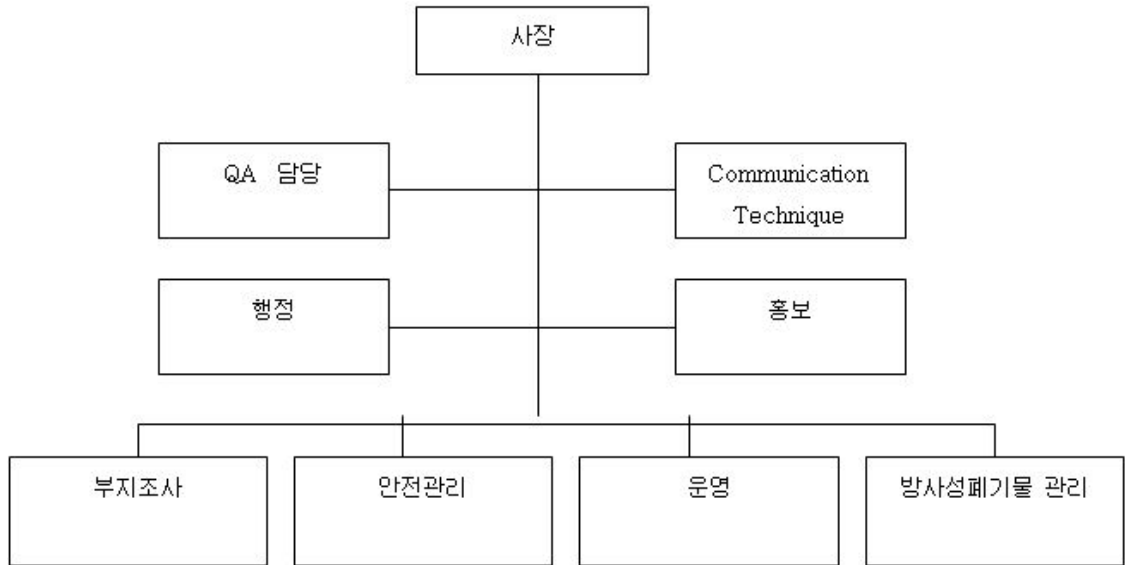 사장
QA 담당
Communication
Technique
행정
홍보
부지조사
안전관리
운영
방사성폐기물 관리